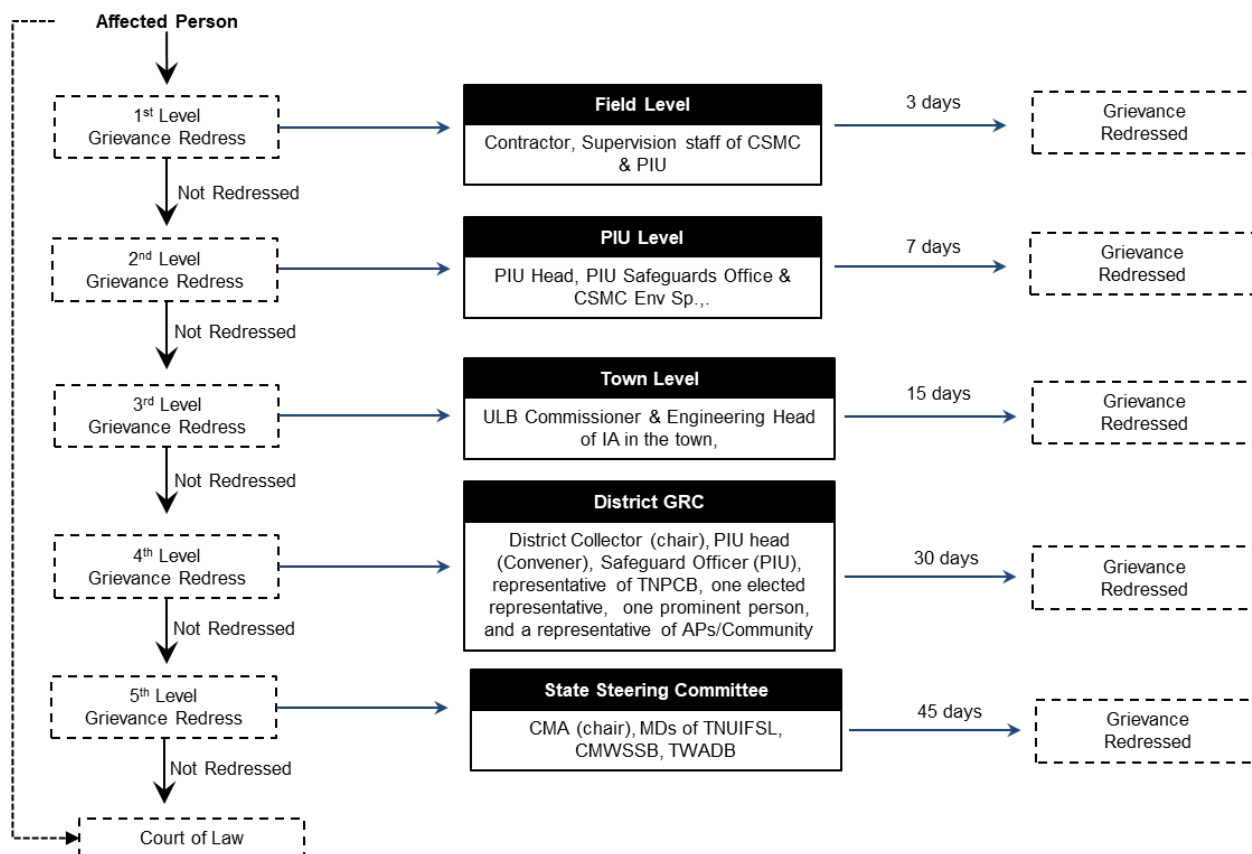 Affected Person
1st Level
Grievance Redress
Field Level
Contractor, Supervision staff of CSMC
& PIU
3 days
Grievance
Redressed
Not Redressed
2nd Level
Grievance Redress
PIU Level
PIU Head, PIU Safeguards Office &
CSMC Env Sp.,.
7 days
Grievance
Redressed
Not Redressed
3rd Level
Grievance Redress
Town Level
ULB Commissioner & Engineering Head
of IA in the town,
15 days
Grievance
Redressed
Not Redressed
4th Level
Grievance Redress
District GRC
District Collector (chair), PIU head
(Convener), Safeguard Officer (PIU),
representative of TNPCB, one elected
representative, one prominent person,
and a representative of APs/Community
30 days
Grievance
Redressed
Not Redressed
5th Level
Grievance Redress
State Steering Committee
CMA (chair), MDs of TNUIFSL,
CMWSSB, TWADB
45 days
Grievance
Redressed
Not Redressed
Court of Law